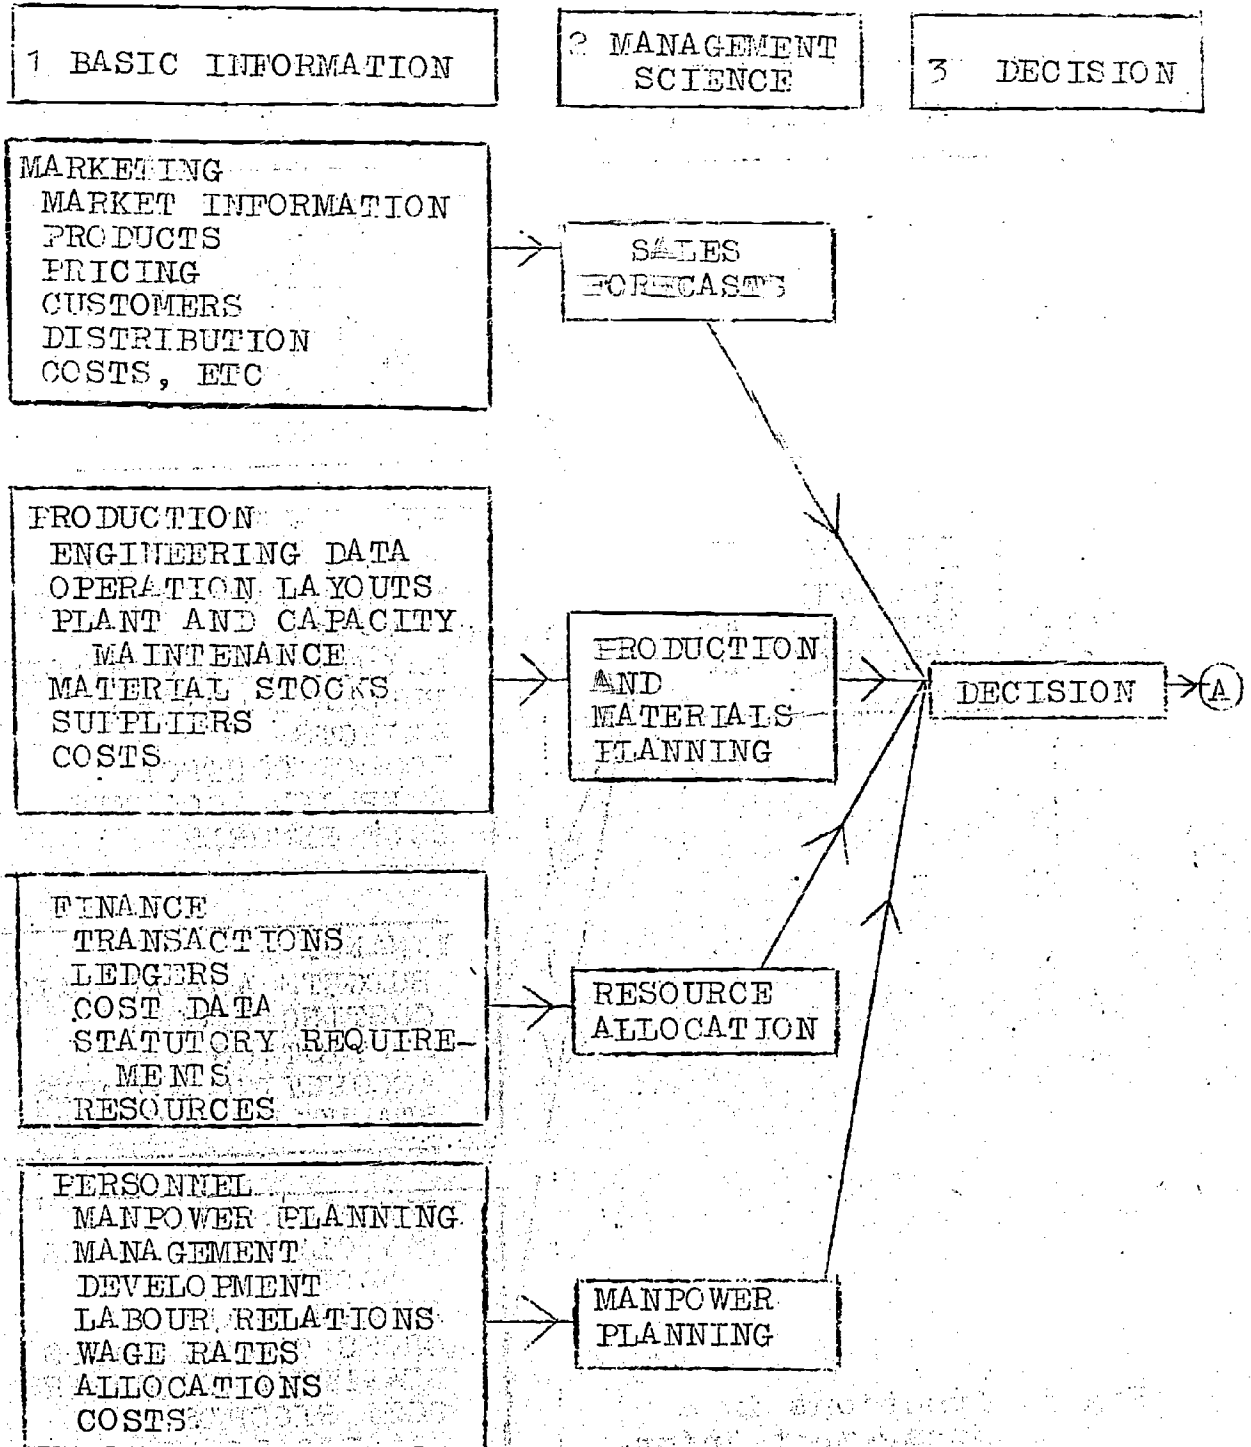 1 BASIC INFORMATION
2 MANAGEMENT
SCIENCE
3 DECISION
MARKETING
MARKET INFORMATION
PRODUCTS
PRICING
CUSTOMERS
DISTRIBUTION
COSTS, ETC
SALES
FORECASTS
PRODUCTION
ENGINEERING DATA
OPERATION LAYOUTS
PLANT AND CAPACITY
MAINTENANCE
MATERIAL STOCKS
SUPPLIERS
COSTS
PRODUCTION
AND
MATERIALS
PLANNING
DECISION
A
FINANCE
TRANSACTIONS
LEDGERS
COST DATA
STATUTORY REQUIRE-
MENTS
RESOURCES
RESOURCE
ALLOCATION
PERSONNEL
MANPOWER PLANNING
MANAGEMENT
DEVELOPMENT
LABOUR RELATIONS
WAGE RATES
ALLOCATIONS
COSTS
MANPOWER
PLANNING